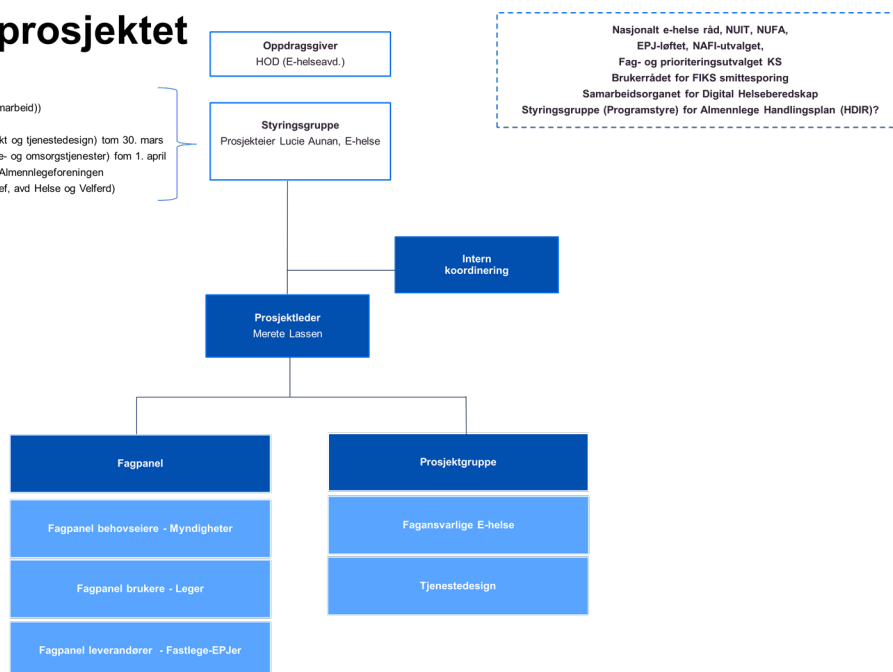 prosjektet
Oppdragsgiver
HOD (E-helseavd.)
Nasjonalt e-helse råd, NUIT, NUFA,
EPJ-løftet, NAFI-utvalget,
Fag- og prioriteringsutvalget KS
Brukerrådet for FIKS smittesporing
Samarbeidsorganet for Digital Helseberedskap
Styringsgruppe (Programstyre) for Almennlege Handlingsplan (HDIR)?
marbeid))
kt og tjenestedesign) tom 30. mars
e- og omsorgstjenester) fom 1. april
Almennlegeforeningen
ef, avd Helse og Velferd)
Styringsgruppe
Prosjekteier Lucie Aunan, E-helse
Intern
koordinering
Prosjektleder
Merete Lassen
Fagpanel
Fagpanel behovseiere - Myndigheter
Fagpanel brukere - Leger
Fagpanel leverandører - Fastlege-EPJer
Prosjektgruppe
Fagansvarlige E-helse
Tjenestedesign